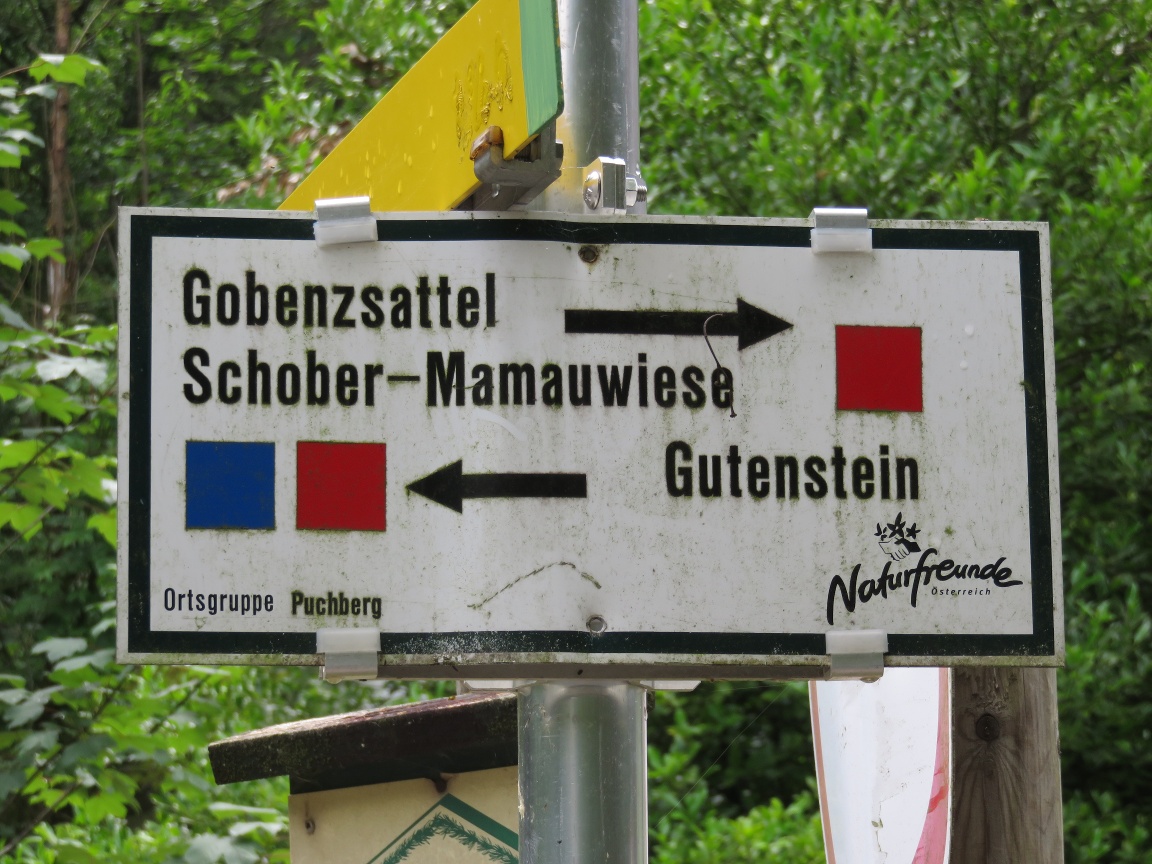 Gobenzsattel
Schober–Mamauwiese
Gutenstein
Ortsgruppe Puchberg
Naturfreunde
Österreich